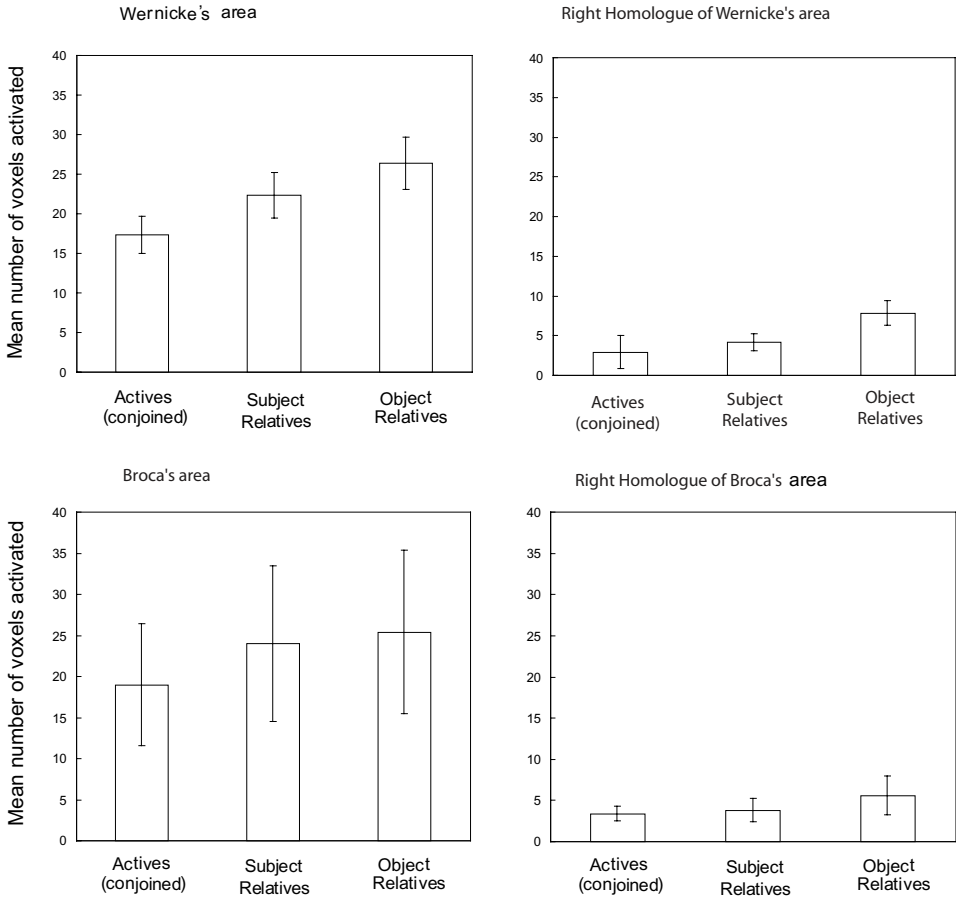 Wernicke’s area
Mean number of voxels activated
40
35
30
25
20
15
10
5
0
Actives
(conjoined)
Subject
Relatives
Object
Relatives
Right Homologue of Wernicke's area
40
35
30
25
20
15
10
5
0
Actives
(conjoined)
Subject
Relatives
Object
Relatives
Broca's area
Mean number of voxels activated
40
35
30
25
20
15
10
5
0
Actives
(conjoined)
Subject
Relatives
Object
Relatives
Right Homologue of Broca's area
40
35
30
25
20
15
10
5
0
Actives
(conjoined)
Subject
Relatives
Object
Relatives